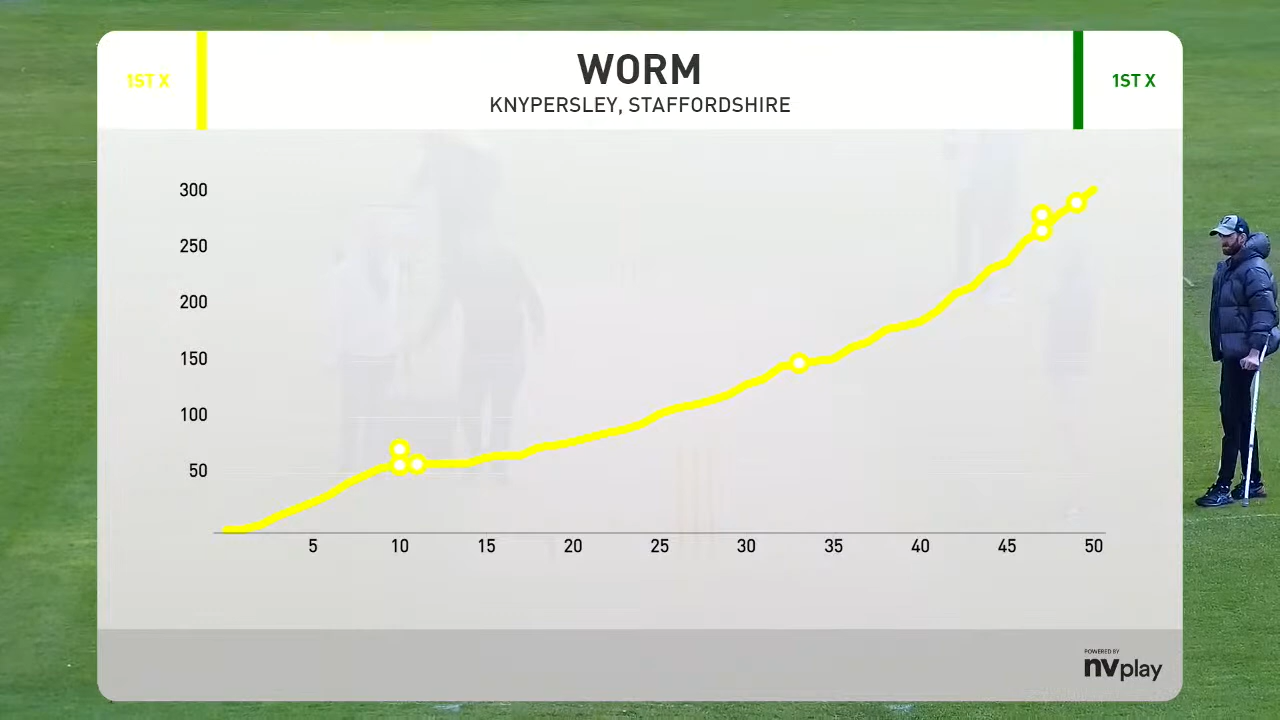 1ST X
WORM
KNYPERSLEY, STAFFORDSHIRE
1ST X
300
250
200
150
100
50
5 10 15 20 25 30 35 40 45 50
POWERED BY
nvplay